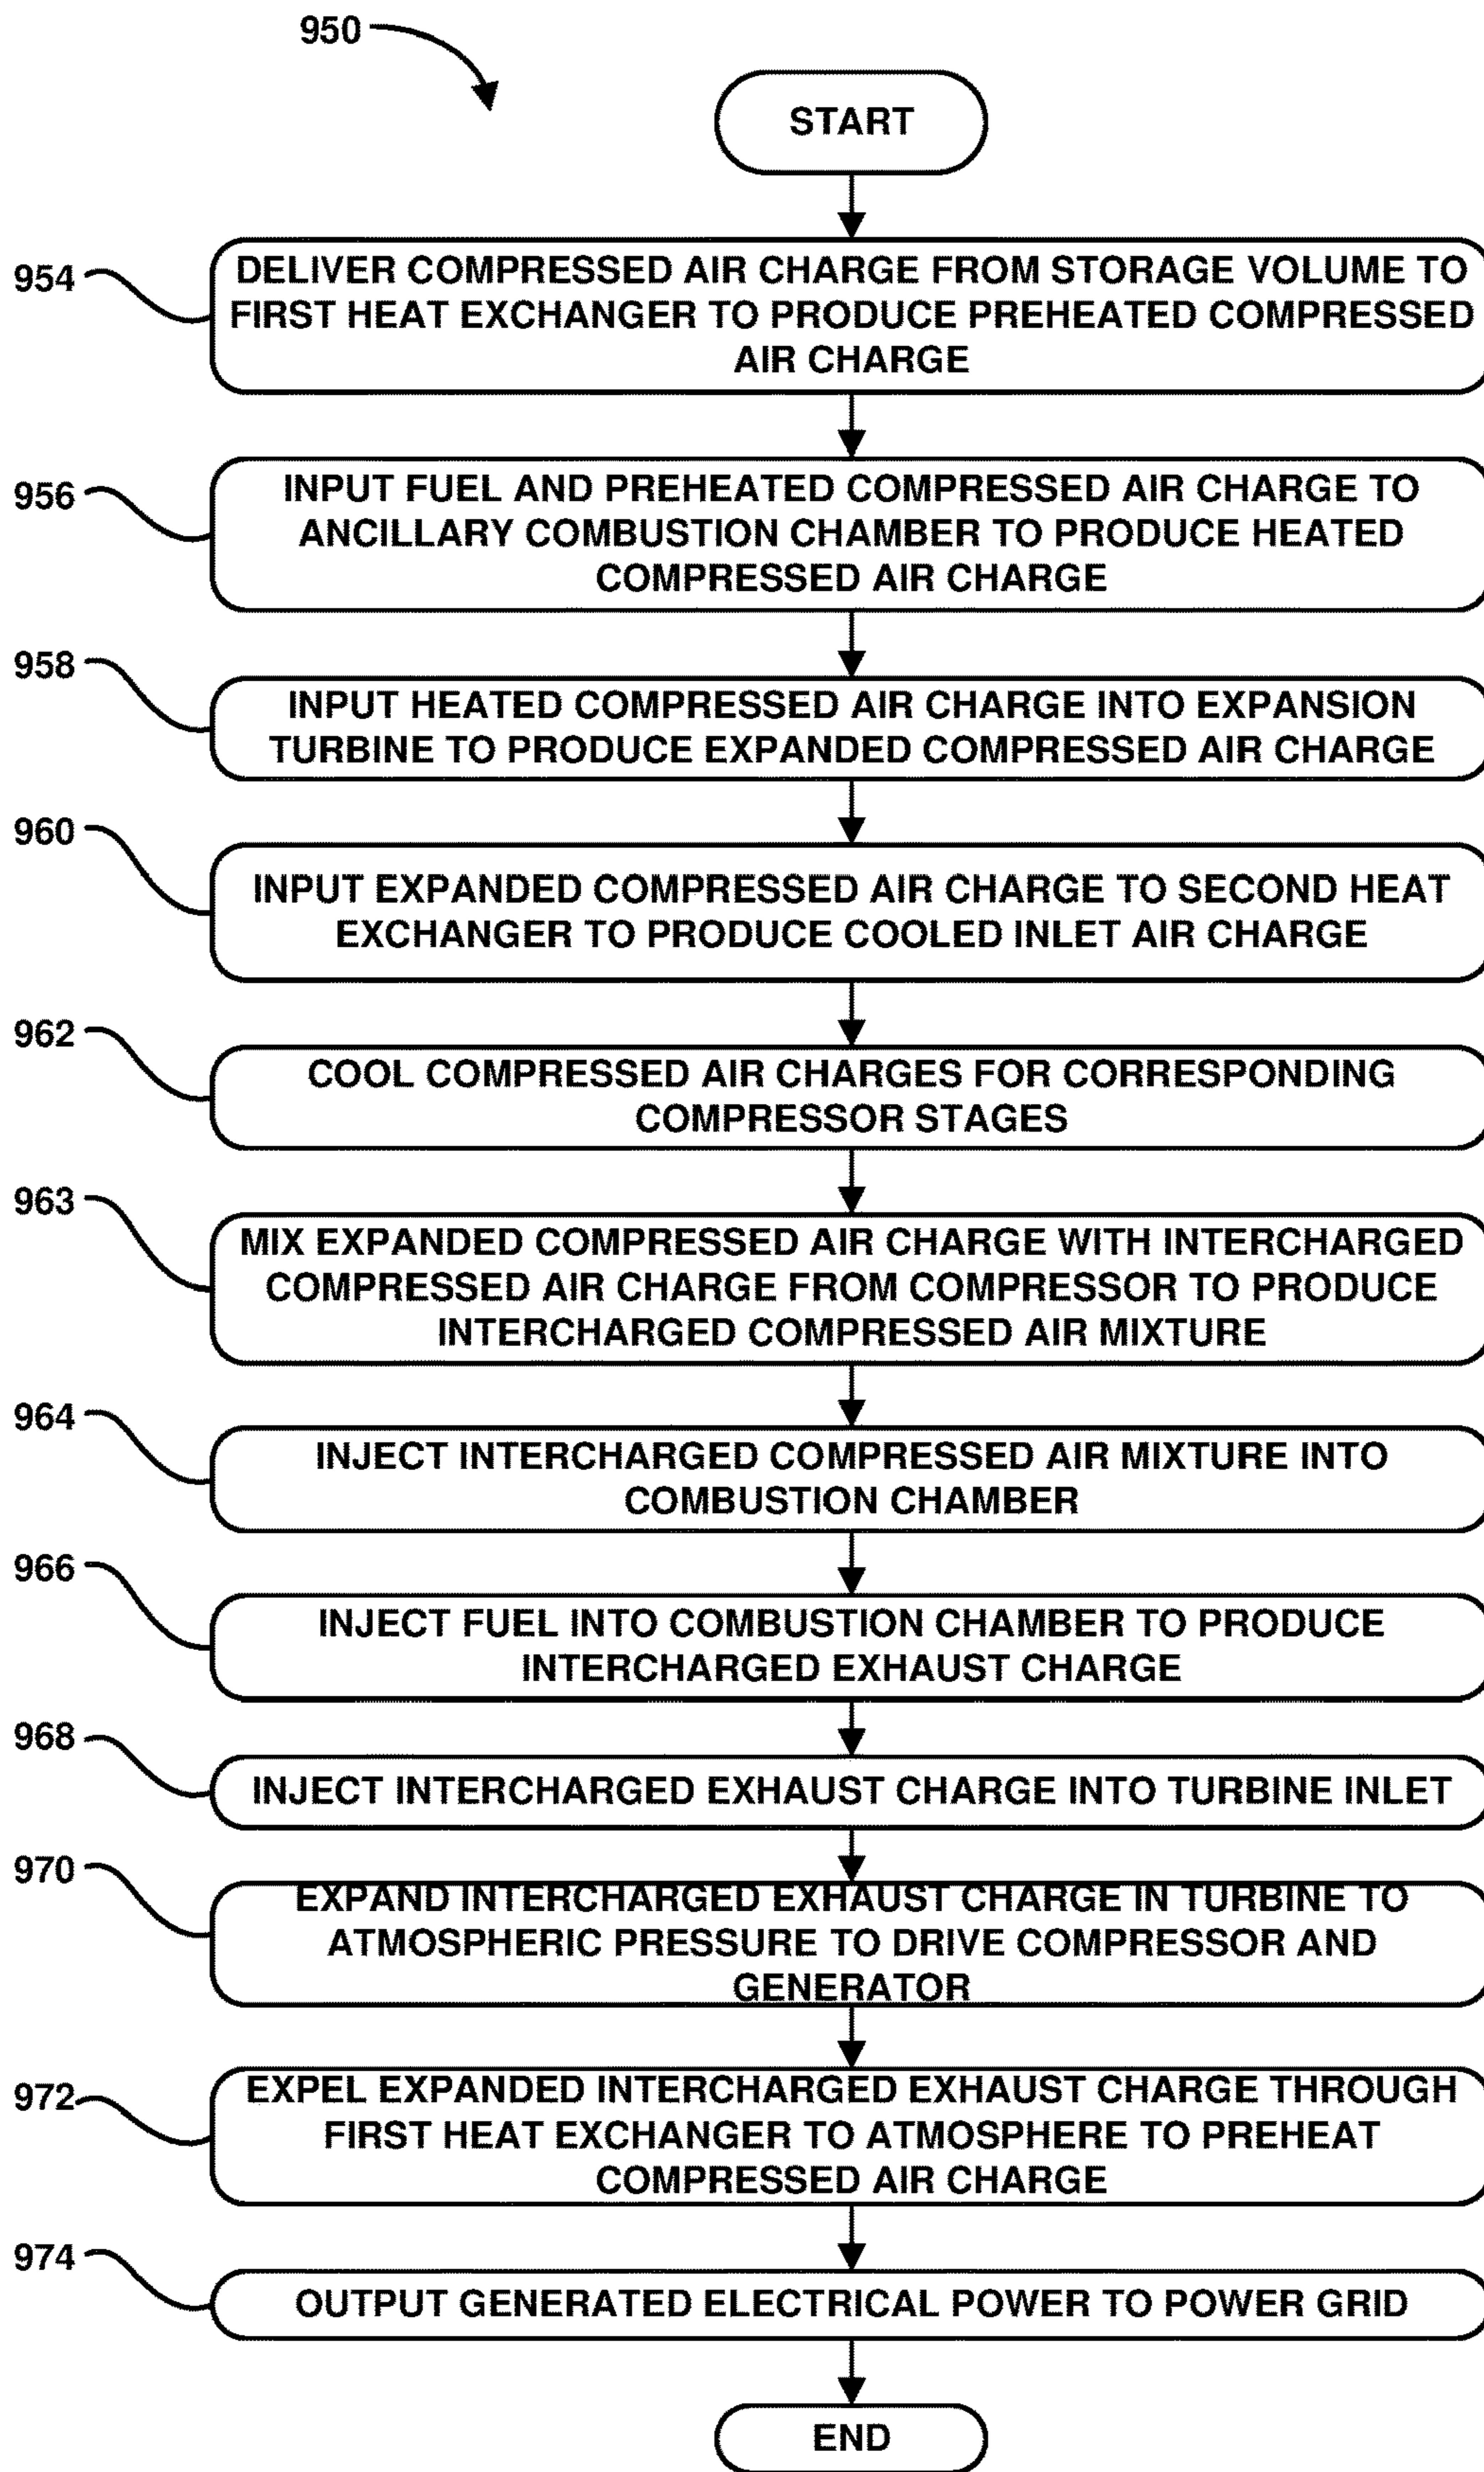 950
START
954
DELIVER COMPRESSED AIR CHARGE FROM STORAGE VOLUME TO
FIRST HEAT EXCHANGER TO PRODUCE PREHEATED COMPRESSED
AIR CHARGE
956
INPUT FUEL AND PREHEATED COMPRESSED AIR CHARGE TO
ANCILLARY COMBUSTION CHAMBER TO PRODUCE HEATED
COMPRESSED AIR CHARGE
958
INPUT HEATED COMPRESSED AIR CHARGE INTO EXPANSION
TURBINE TO PRODUCE EXPANDED COMPRESSED AIR CHARGE
960
INPUT EXPANDED COMPRESSED AIR CHARGE TO SECOND HEAT
EXCHANGER TO PRODUCE COOLED INLET AIR CHARGE
962
COOL COMPRESSED AIR CHARGES FOR CORRESPONDING
COMPRESSOR STAGES
963
MIX EXPANDED COMPRESSED AIR CHARGE WITH INTERCHARGED
COMPRESSED AIR CHARGE FROM COMPRESSOR TO PRODUCE
INTERCHARGED COMPRESSED AIR MIXTURE
964
INJECT INTERCHARGED COMPRESSED AIR MIXTURE INTO
COMBUSTION CHAMBER
966
INJECT FUEL INTO COMBUSTION CHAMBER TO PRODUCE
INTERCHARGED EXHAUST CHARGE
968
INJECT INTERCHARGED EXHAUST CHARGE INTO TURBINE INLET
970
EXPAND INTERCHARGED EXHAUST CHARGE IN TURBINE TO
ATMOSPHERIC PRESSURE TO DRIVE COMPRESSOR AND
GENERATOR
972
EXPEL EXPANDED INTERCHARGED EXHAUST CHARGE THROUGH
FIRST HEAT EXCHANGER TO ATMOSPHERE TO PREHEAT
COMPRESSED AIR CHARGE
974
OUTPUT GENERATED ELECTRICAL POWER TO POWER GRID
END